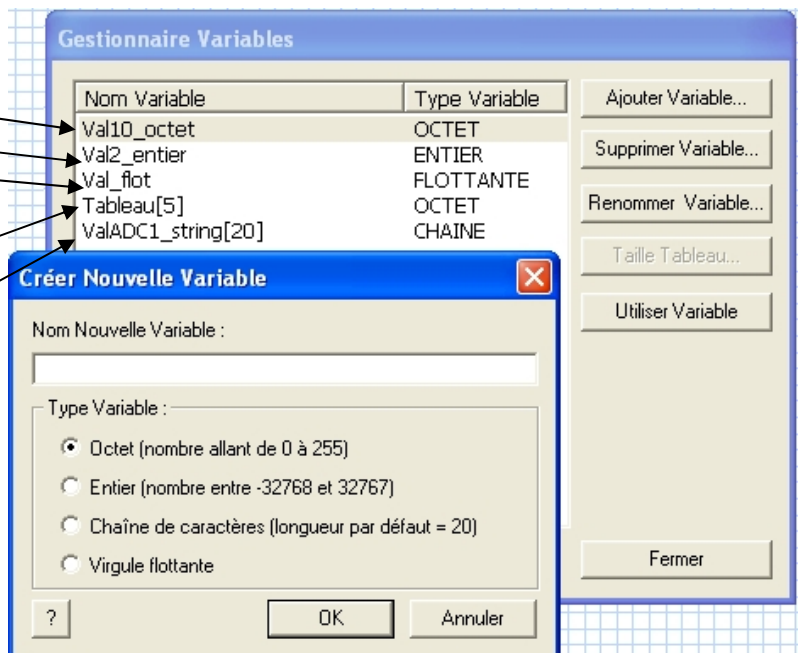 Gestionnaire Variables
Nom Variable Type Variable
Val10_octet OCTET
Val2_entier ENTIER
Val_flot FLOTTANTE
Tableau[5] OCTET
ValADC1_string[20] CHAINE
Ajouter Variable...
Supprimer Variable...
Renommer Variable...
Taille Tableau...
Utiliser Variable
Fermer
Créer Nouvelle Variable
Nom Nouvelle Variable :
Type Variable :
Octet (nombre allant de 0 à 255)
Entier (nombre entre -32768 et 32767)
Chaîne de caractères (longueur par défaut = 20)
Virgule flottante
? OK Annuler